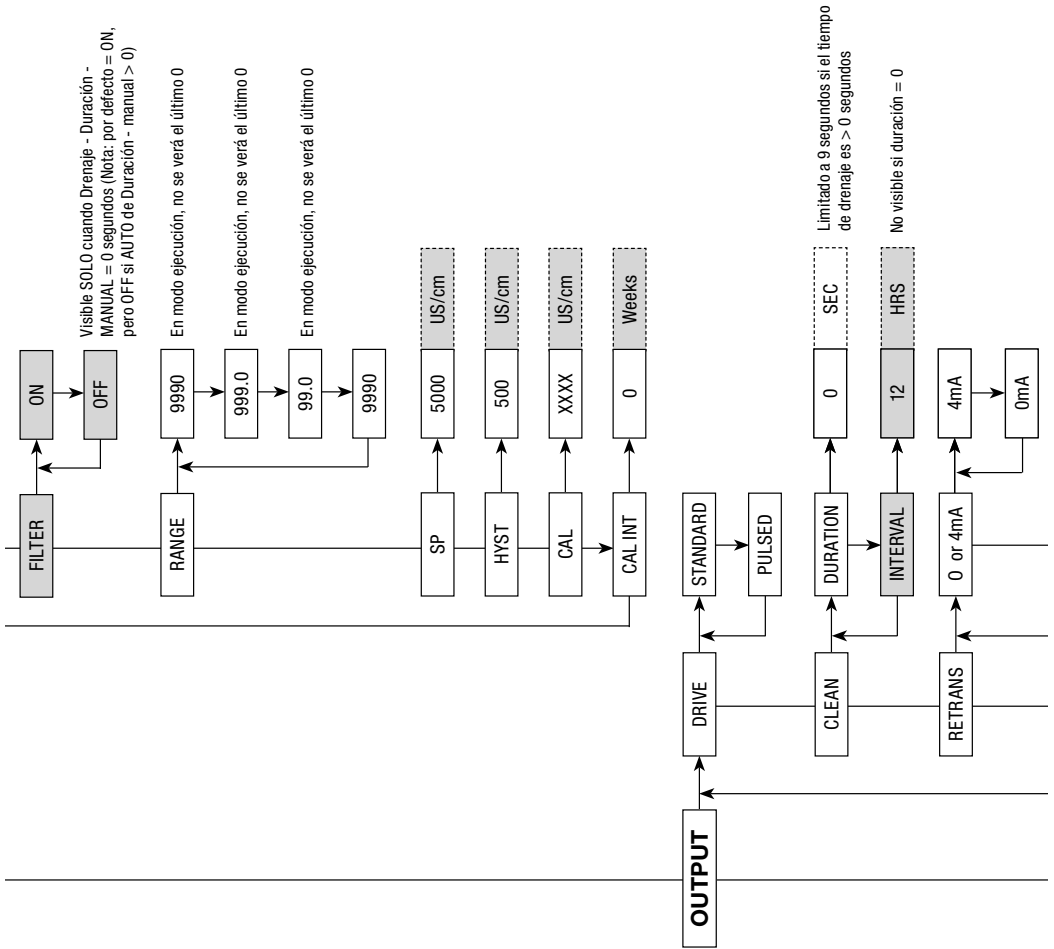 FILTER
ON
OFF
Visible SOLO cuando Drenaje - Duración -
MANUAL = 0 segundos (Nota: por defecto = ON,
pero OFF si AUTO de Duración - manual > 0)
RANGE
9990
En modo ejecución, no se verá el último 0
999.0
En modo ejecución, no se verá el último 0
99.0
En modo ejecución, no se verá el último 0
9990
SP
5000
US/cm
HYST
500
US/cm
CAL
XXXX
US/cm
CAL INT
0
Weeks
OUTPUT
DRIVE
STANDARD
PULSED
CLEAN
DURATION
0
SEC
Limitado a 9 segundos si el tiempo
de drenaje es > 0 segundos
INTERVAL
12
HRS
No visible si duración = 0
RETRANS
0 or 4mA
4mA
0mA